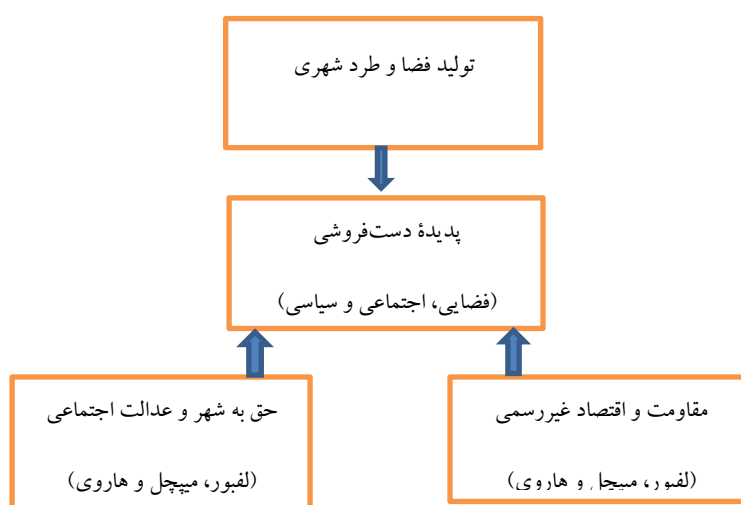 تولید فضا و طرد شهری
پدیدۀ دست‌فروشی
(فضایی، اجتماعی و سیاسی)
حق به شهر و عدالت اجتماعی
(لفبور، میچل و هاروی)
مقاومت و اقتصاد غیررسمی
(لفبور، میچل و هاروی)